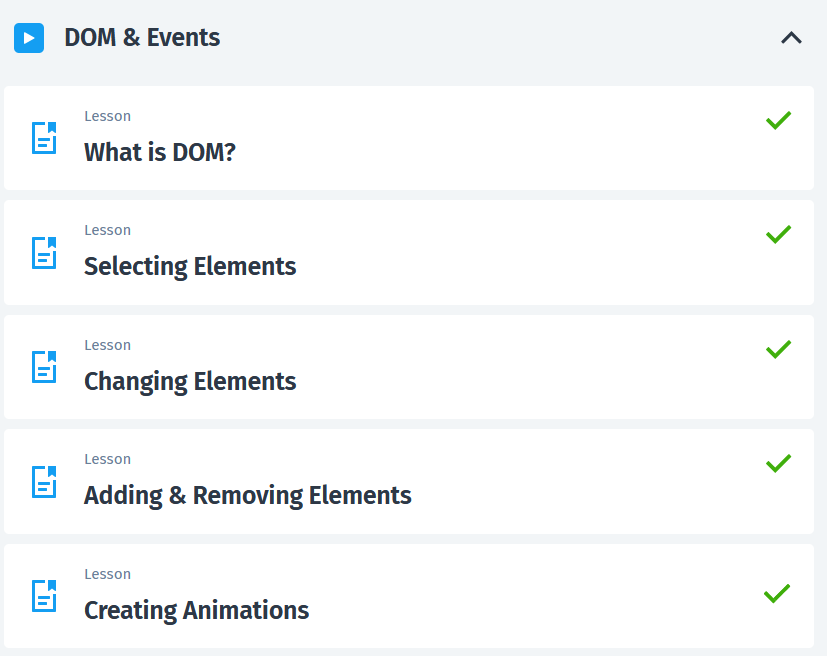 DOM & Events
Lesson
What is DOM?
Lesson
Selecting Elements
Lesson
Changing Elements
Lesson
Adding & Removing Elements
Lesson
Creating Animations